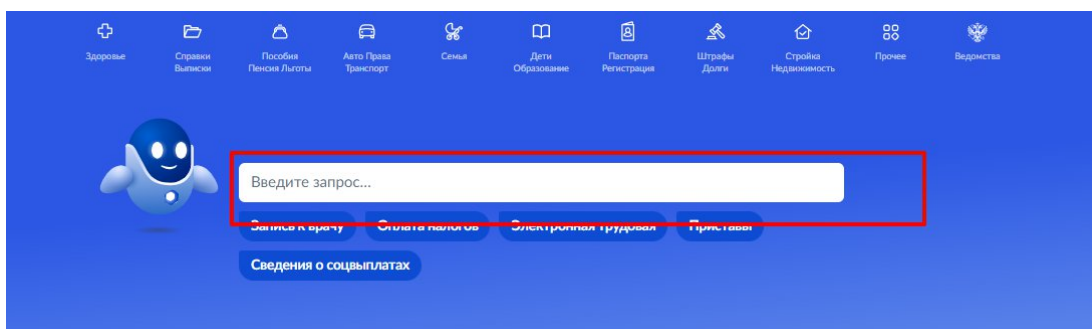 Здоровье
Справки
Выписки
Пособия
Пенсия Льготы
Авто Права
Транспорт
Семья
Дети
Образование
Паспорта
Регистрация
Штрафы
Долги
Стройка
Недвижимость
Прочее
Ведомства
Введите запрос...
Запись к врачу
Оплата налогов
Электронная трудовая
Приставы
Сведения о соцвыплатах